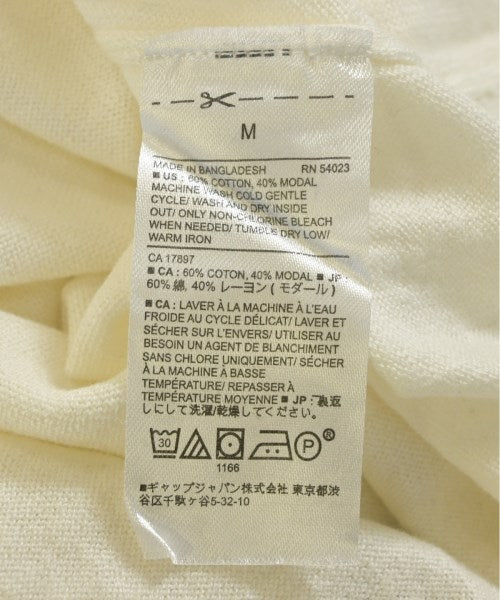 M
MADE IN BANGLADESH RN 54023
■ US : 60% COTTON, 40% MODAL
MACHINE WASH COLD GENTLE
CYCLE/ WASH AND DRY INSIDE
OUT/ ONLY NON-CHLORINE BLEACH
WHEN NEEDED/ TUMBLE DRY LOW/
WARM IRON
CA 17897
■ CA : 60% COTON, 40% MODAL ■ JP :
60% 綿, 40% レーヨン ( モダール )
■ CA : LAVER À LA MACHINE À L'EAU
FROIDE AU CYCLE DÉLICAT/ LAVER ET
SÉCHER SUR L'ENVERS/ UTILISER AU
BESOIN UN AGENT DE BLANCHIMENT
SANS CHLORE UNIQUEMENT/ SÉCHER
À LA MACHINE À BASSE
TEMPÉRATURE/ REPASSER À
TEMPÉRATURE MOYENNE ■ JP : 裏返
しにして洗濯/乾燥してください。
30 P ®
1166
■ギャップジャパン株式会社 東京都渋
谷区千駄ヶ谷5-32-10